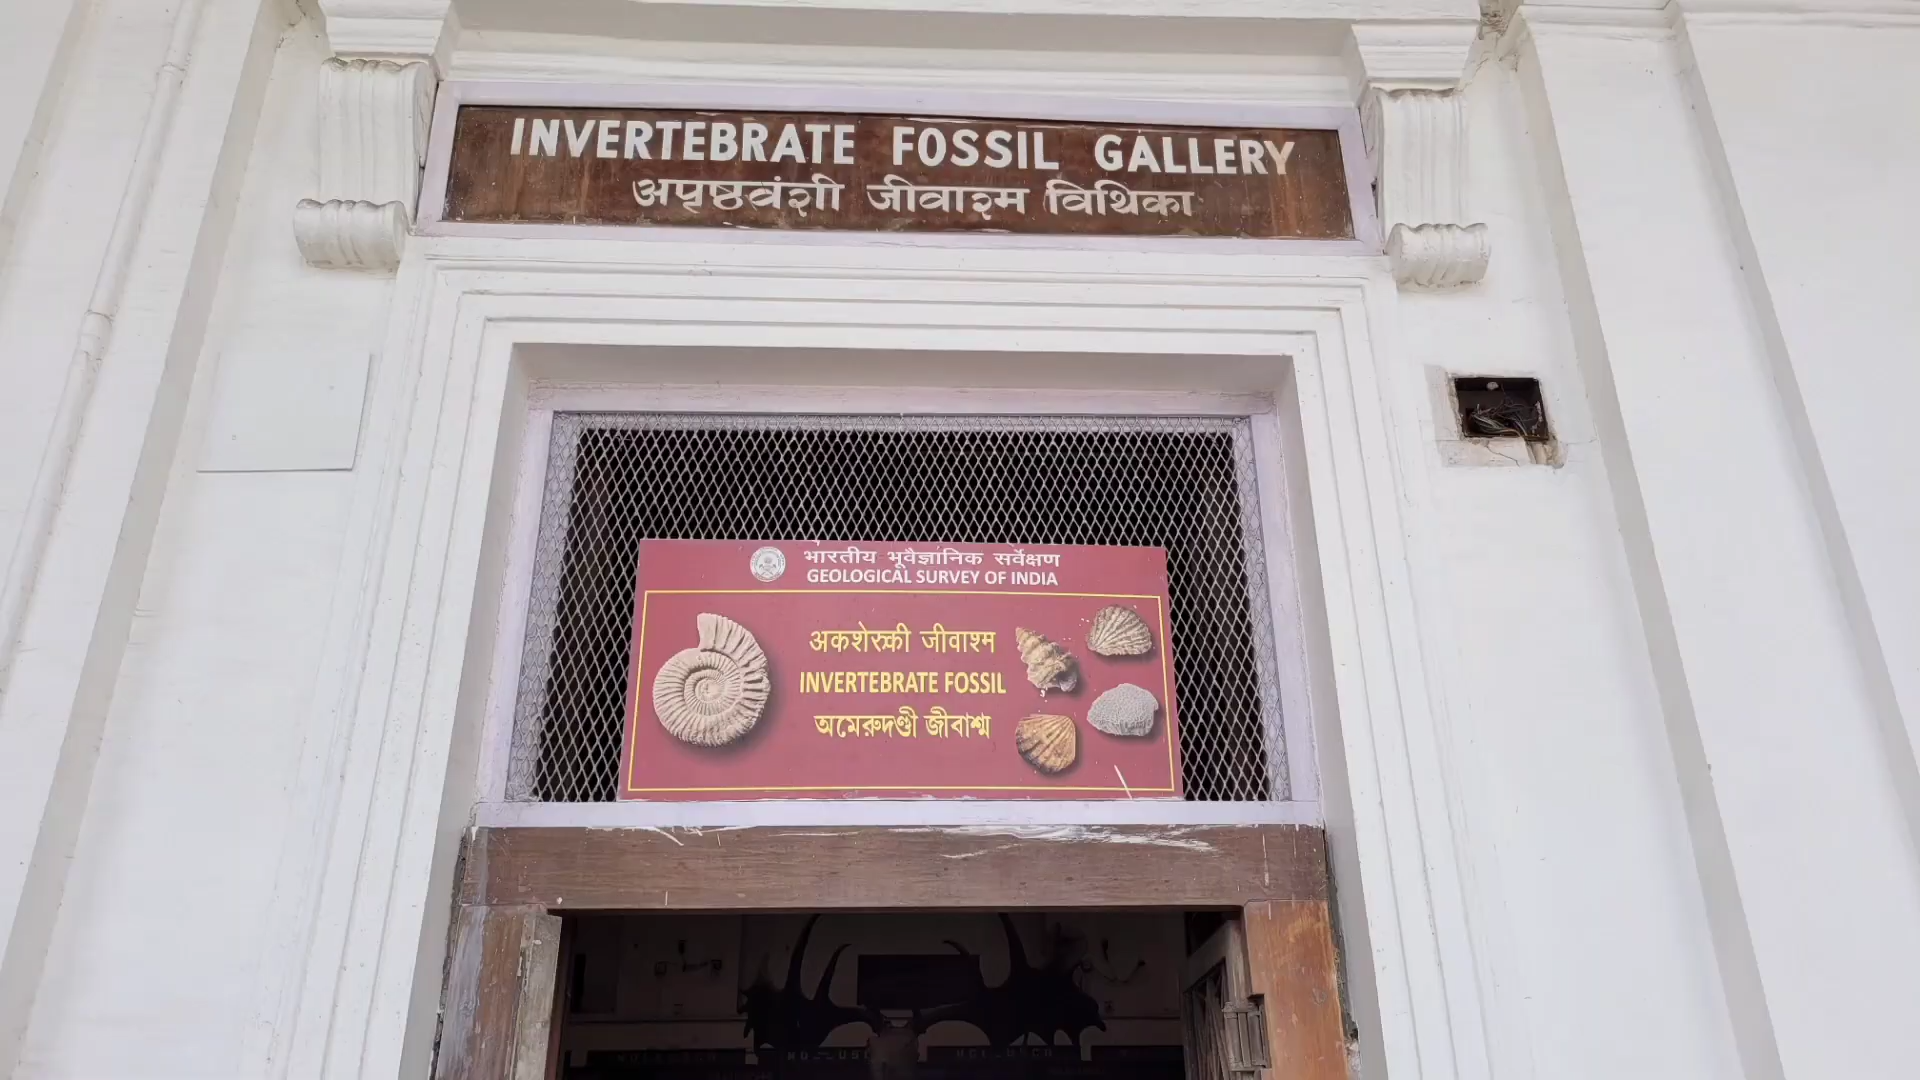 INVERTEBRATE FOSSIL GALLERY
अपृष्ठवंशी जीवाश्म विथिका
भारतीय भूवैज्ञानिक सर्वेक्षण
GEOLOGICAL SURVEY OF INDIA
अकशेरुकी जीवाश्म
INVERTEBRATE FOSSIL
অমেরুদণ্ডী জীবাশ্ম